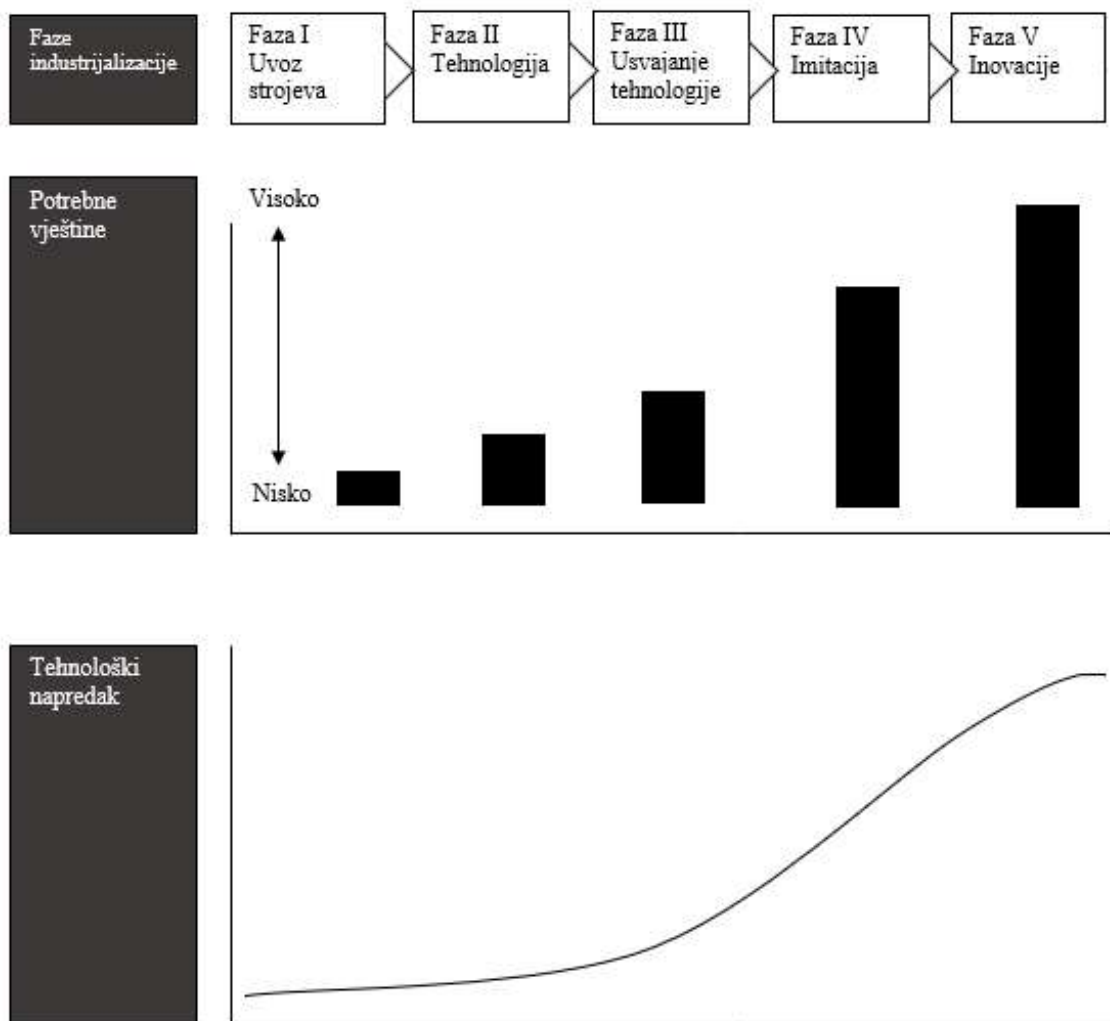 Faze
industrijalizacije
Faza I
Uvoz
strojeva
Faza II
Tehnologija
Faza III
Usvajanje
tehnologije
Faza IV
Imitacija
Faza V
Inovacije
Potrebne
vještine
Visoko
Nisko
Tehnološki
napredak